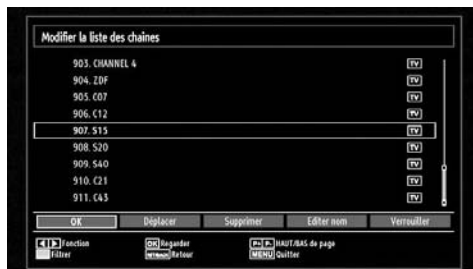 Modifier la liste des chaînes
903. CHANNEL 4 TV
904. ZDF TV
905. C07 TV
906. C12 TV
907. S15 TV
908. S20 TV
909. S40 TV
910. C21 TV
911. C43 TV
OK Déplacer Supprimer Editer nom Verrouiller
Fonction OK Regarder P+ P- HAUT/BAS de page
Filtrer Retour MENU Quitter